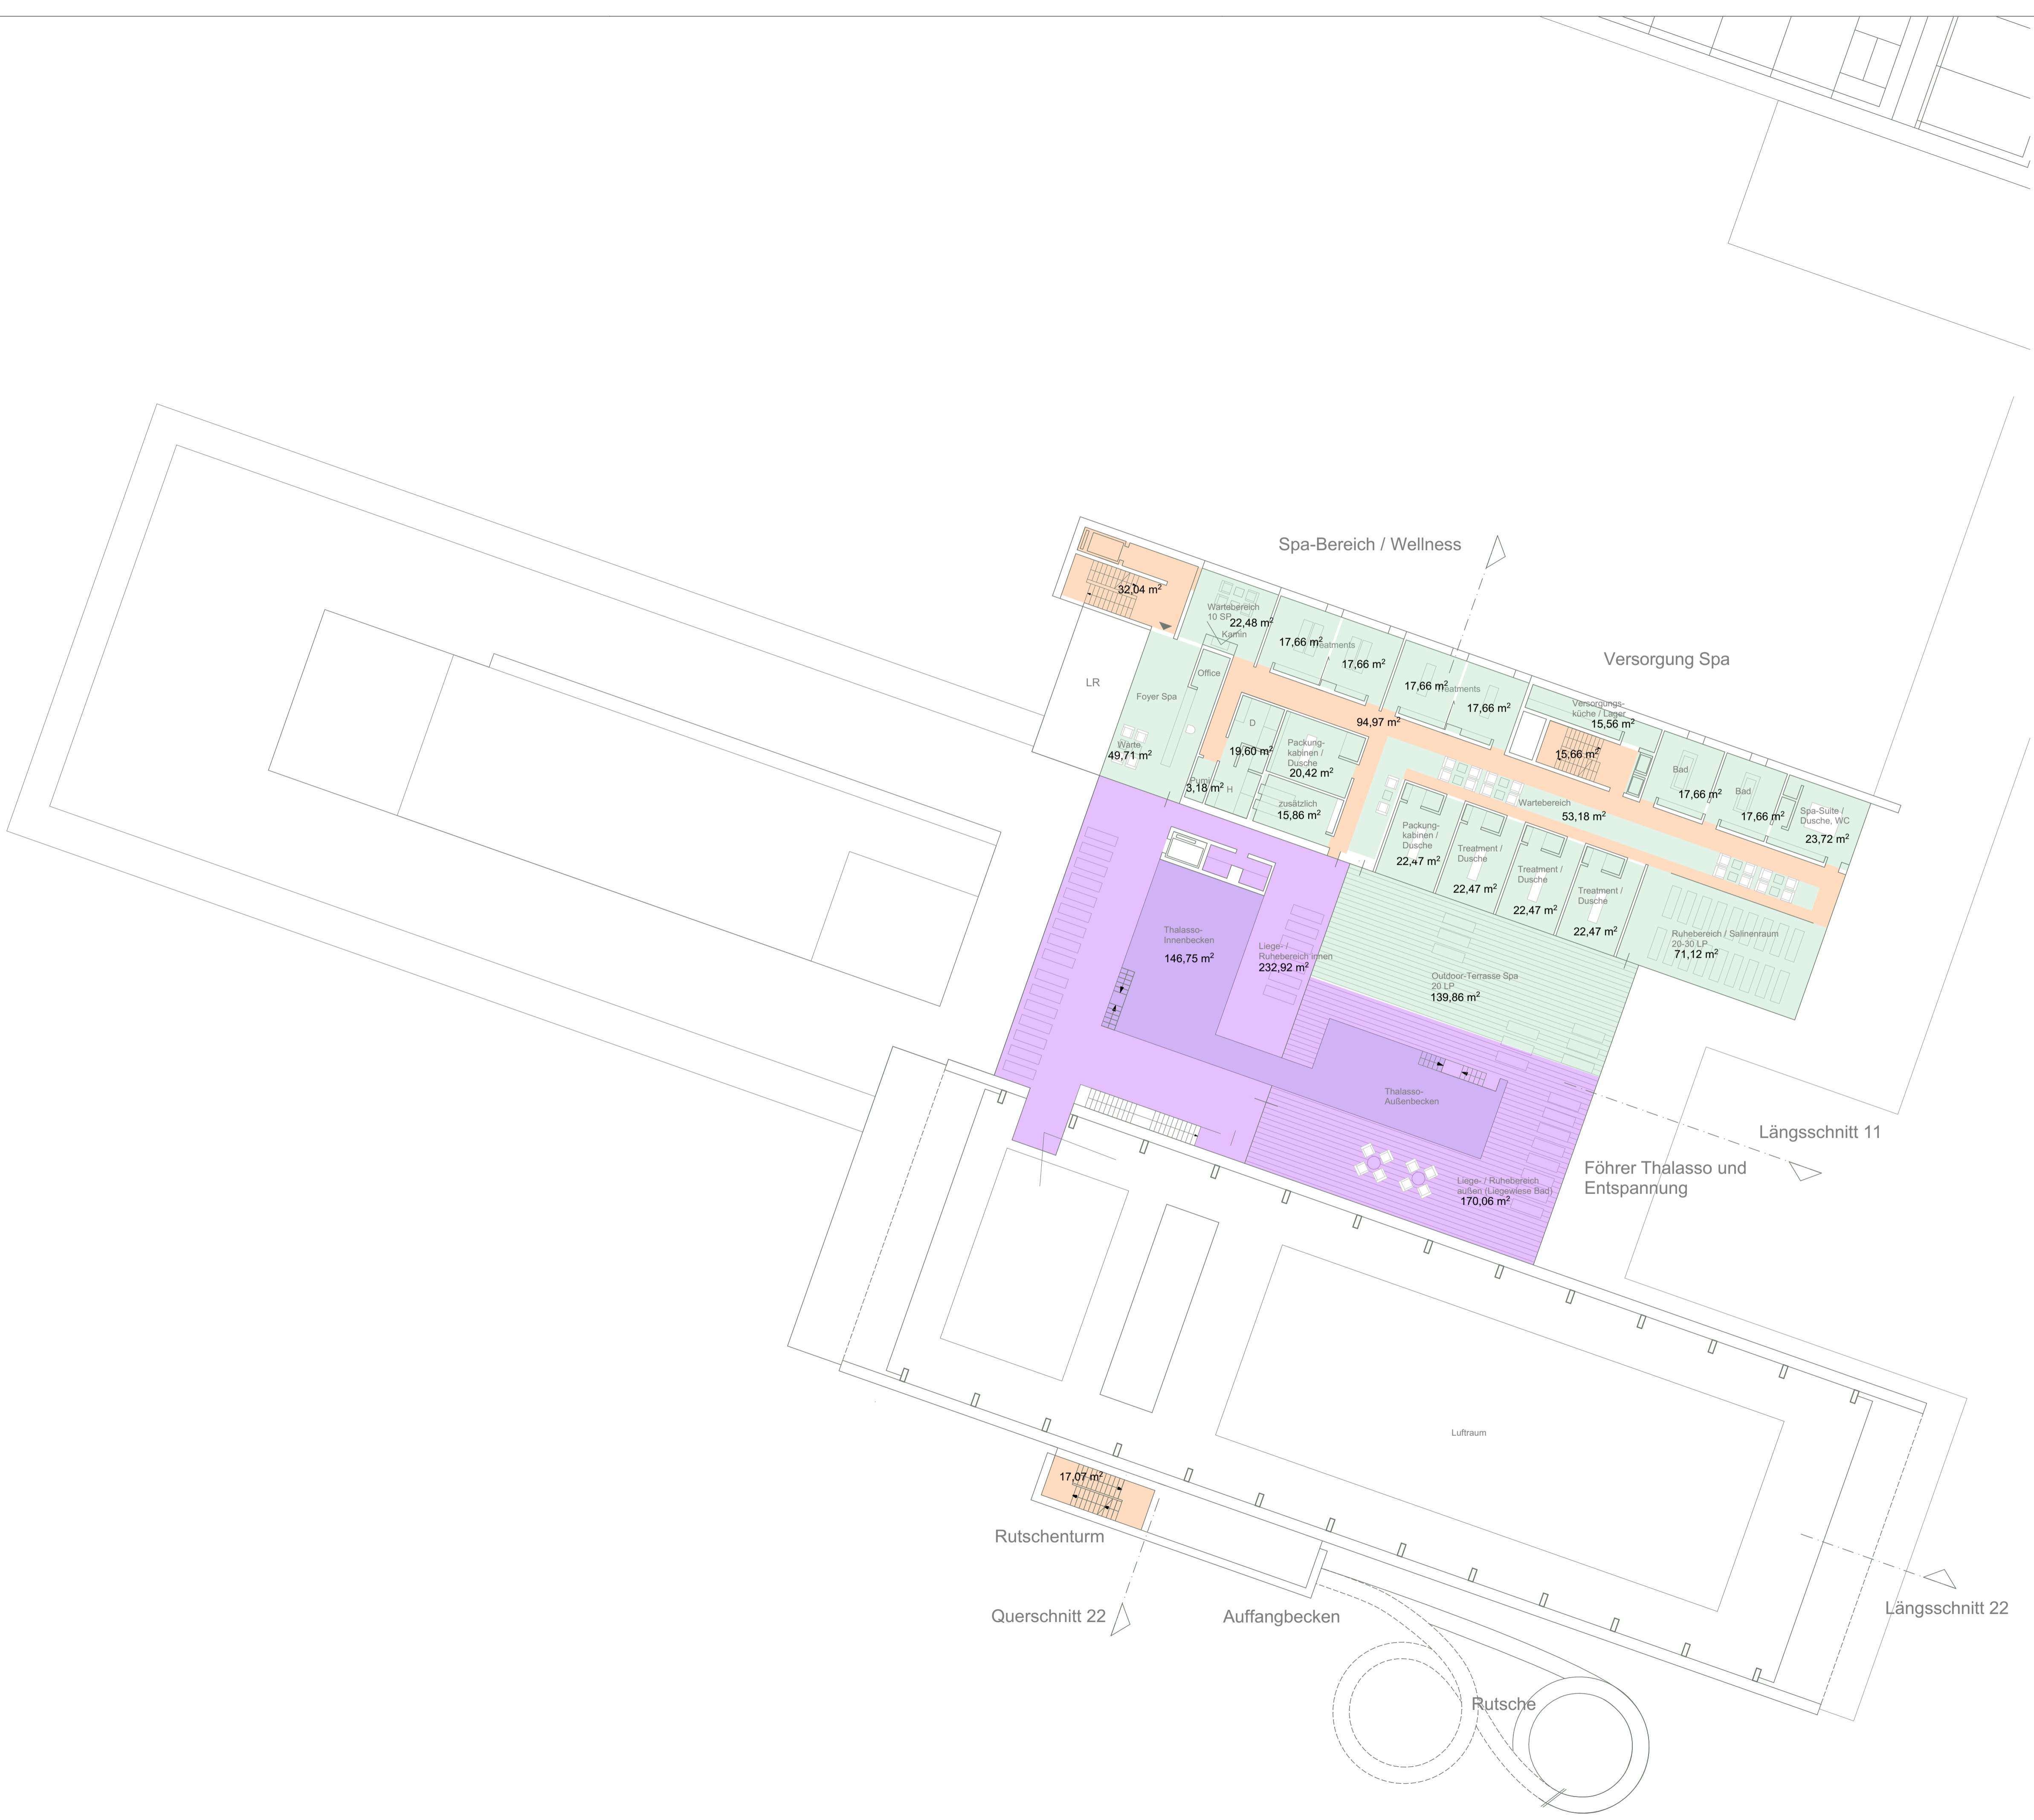 Spa-Bereich / Wellness
Versorgung Spa
32,04 m²
Wartebereich
10 SP
22,48 m²
Kamin
17,66 m²
Treatments
17,66 m²
17,66 m²
Treatments
17,66 m²
Versorgungs-
küche / Lager
15,56 m²
15,66 m²
LR
Office
Foyer Spa
Warte
49,71 m²
D
19,60 m²
Pumi
3,18 m²
H
Packung-
kabinen /
Dusche
20,42 m²
zusätzlich
15,86 m²
94,97 m²
Bad
17,66 m²
Bad
17,66 m²
Spa-Suite /
Dusche, WC
23,72 m²
Wartebereich
53,18 m²
Packung-
kabinen /
Dusche
22,47 m²
Treatment /
Dusche
22,47 m²
Treatment /
Dusche
22,47 m²
Treatment /
Dusche
22,47 m²
Ruhebereich / Salinenraum
20-30 LP
71,12 m²
Thalasso-
Innenbecken
146,75 m²
Liege- /
Ruhebereich innen
232,92 m²
Outdoor-Terrasse Spa
20 LP
139,86 m²
Thalasso-
Außenbecken
Längsschnitt 11
Föhrer Thalasso und
Entspannung
Liege- / Ruhebereich
außen (Liegewiese Bad)
170,06 m²
Luftraum
17,07 m²
Rutschenturm
Querschnitt 22
Auffangbecken
Längsschnitt 22
Rutsche